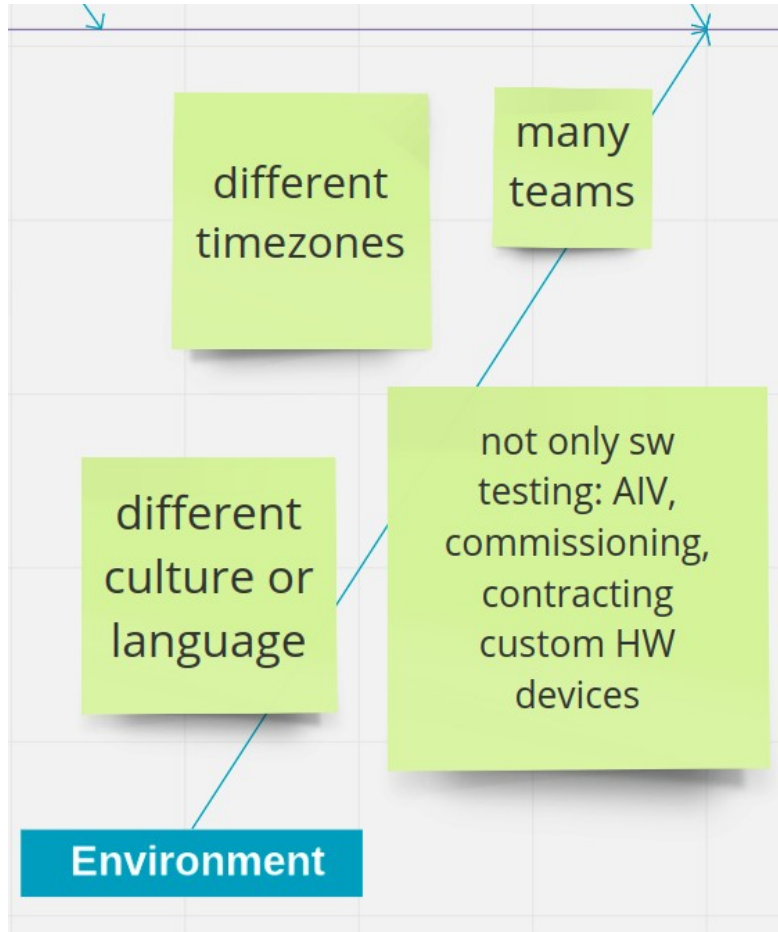 different
timezones
many
teams
different
culture or
language
not only sw
testing: AIV,
commissioning,
contracting
custom HW
devices
Environment